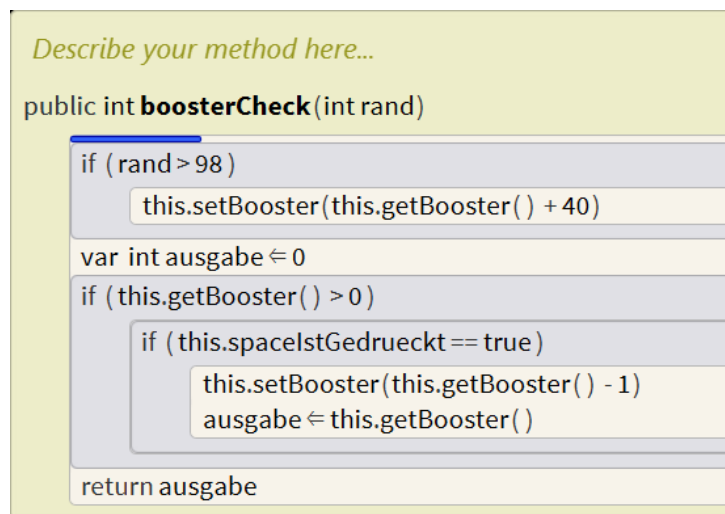 Describe your method here...
public int boosterCheck(int rand)
if (rand > 98)
this.setBooster(this.getBooster() + 40)
var int ausgabe ⇐ 0
if (this.getBooster() > 0)
if (this.spaceIstGedrueckt == true)
this.setBooster(this.getBooster() - 1)
ausgabe ⇐ this.getBooster()
return ausgabe